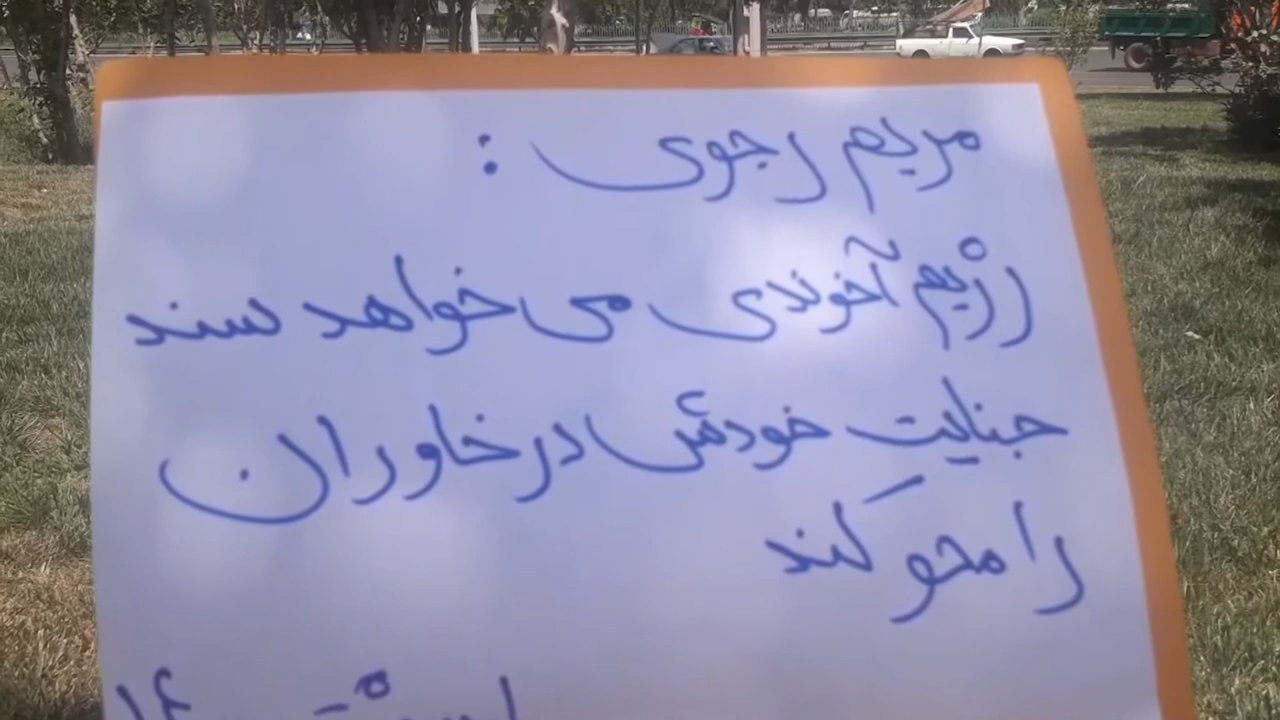 مریم رجوی :
رژیم آخوندی می خواهد سند
جنایت خودش در خاوران
را محو کند